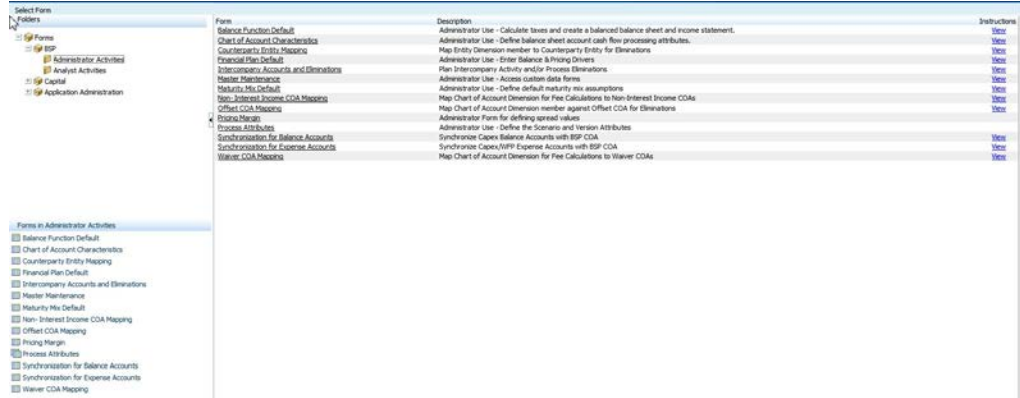 Select Form
Folders
Forms
BSP
Administrator Activities
Analyst Activities
Capital
Application Administration
Form Description Instructions
Balance Function Default Administrator Use - Calculate taxes and create a balanced balance sheet and income statement. View
Chart of Account Characteristics Administrator Use - Define balance sheet account cash flow processing attributes. View
Counterparty Entity Mapping Map Entity Dimension member to Counterparty Entity for Eliminations View
Financial Plan Default Administrator Use - Enter Balance & Pricing Drivers View
Intercompany Accounts and Eliminations Plan Intercompany Activity and/or Process Eliminations View
Master Maintenance Administrator Use - Access custom data forms View
Maturity Mix Default Administrator Use - Define default maturity mix assumptions View
Non- Interest Income COA Mapping Map Chart of Account Dimension for Fee Calculations to Non-Interest Income COAs View
Offset COA Mapping Map Chart of Account Dimension member against Offset COA for Eliminations View
Pricing Margin Administrator Form for defining spread values
Process Attributes Administrator Use - Define the Scenario and Version Attributes
Synchronization for Balance Accounts Synchronize Capex Balance Accounts with BSP COA View
Synchronization for Expense Accounts Synchronize Capex/WFP Expense Accounts with BSP COA View
Waiver COA Mapping Map Chart of Account Dimension for Fee Calculations to Waiver COAs View
Forms in Administrator Activities
Balance Function Default
Chart of Account Characteristics
Counterparty Entity Mapping
Financial Plan Default
Intercompany Accounts and Eliminations
Master Maintenance
Maturity Mix Default
Non- Interest Income COA Mapping
Offset COA Mapping
Pricing Margin
Process Attributes
Synchronization for Balance Accounts
Synchronization for Expense Accounts
Waiver COA Mapping